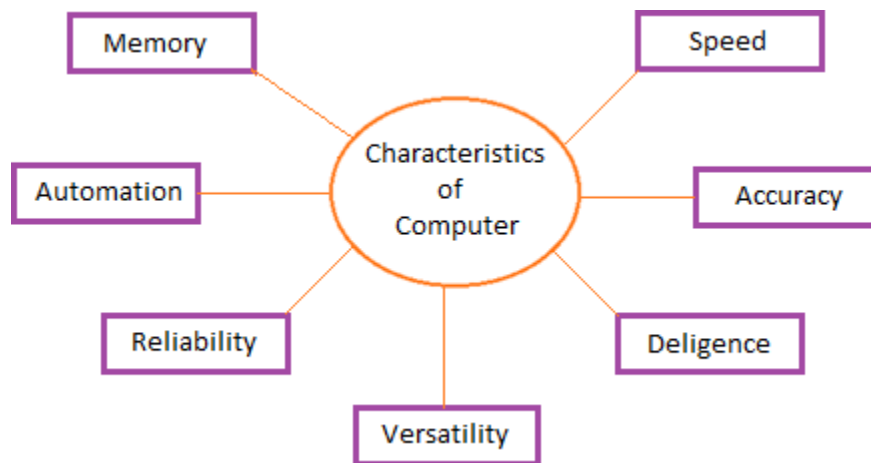 Memory
Speed
Characteristics
of
Computer
Automation
Accuracy
Reliability
Deligence
Versatility